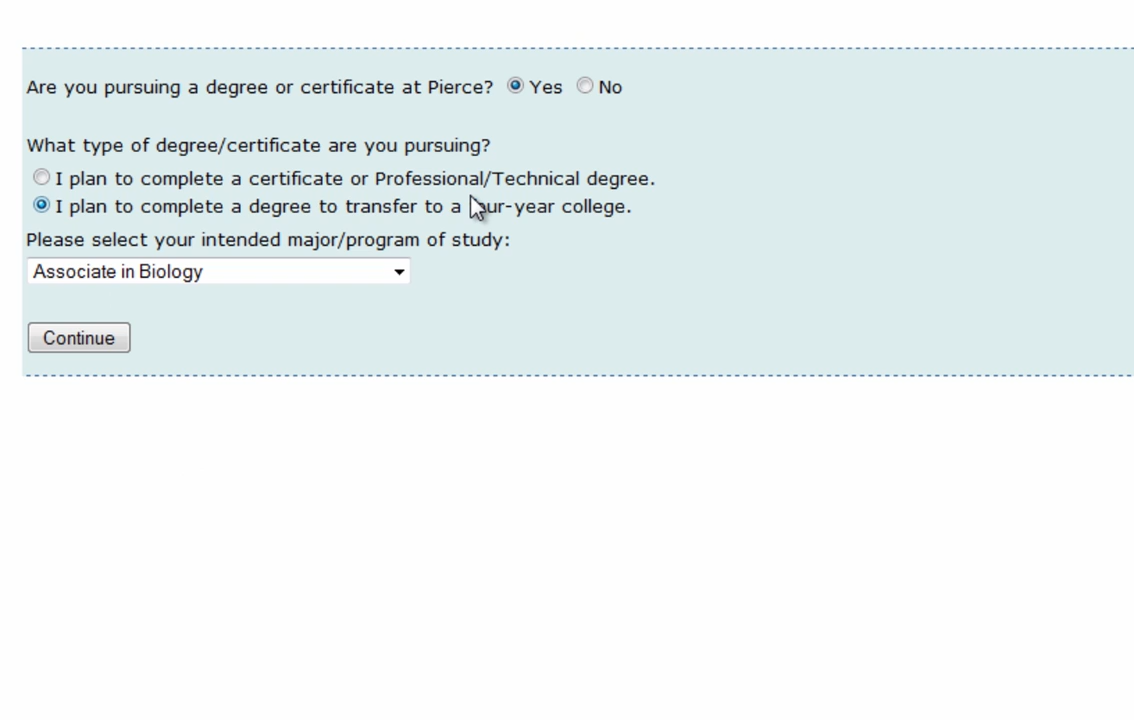 Are you pursuing a degree or certificate at Pierce? Yes No
What type of degree/certificate are you pursuing?
I plan to complete a certificate or Professional/Technical degree.
I plan to complete a degree to transfer to a four-year college.
Please select your intended major/program of study:
Associate in Biology
Continue